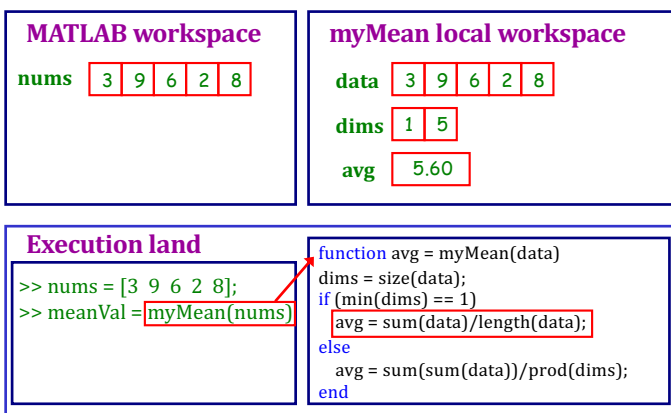 MATLAB workspace
nums 3 9 6 2 8
myMean local workspace
data 3 9 6 2 8
dims 1 5
avg 5.60
Execution land
>> nums = [3 9 6 2 8];
>> meanVal = myMean(nums)
function avg = myMean(data)
dims = size(data);
if (min(dims) == 1)
avg = sum(data)/length(data);
else
avg = sum(sum(data))/prod(dims);
end